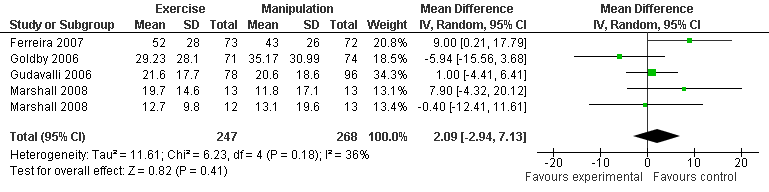 Exercise Manipulation Mean Difference Mean Difference
Study or Subgroup Mean SD Total Mean SD Total Weight IV, Random, 95% CI IV, Random, 95% CI
Ferreira 2007 52 28 73 43 26 72 20.8% 9.00 [0.21, 17.79]
Goldby 2006 29.23 28.1 71 35.17 30.99 74 18.5% -5.94 [-15.56, 3.68]
Gudavalli 2006 21.6 17.7 78 20.6 18.6 96 34.3% 1.00 [-4.41, 6.41]
Marshall 2008 19.7 14.6 13 11.8 17.1 13 13.9% 7.90 [-4.32, 20.12]
Marshall 2008 12.7 9.8 12 13.1 19.6 13 12.5% -0.40 [-12.41, 11.61]
Total (95% CI) 247 268 100.0% 2.09 [-2.94, 7.13]
Heterogeneity: Tau² = 11.61; Chi² = 6.23, df = 4 (P = 0.18); I² = 36%
Test for overall effect: Z = 0.82 (P = 0.41)
-20 -10 0 10 20
Favours experimental Favours control